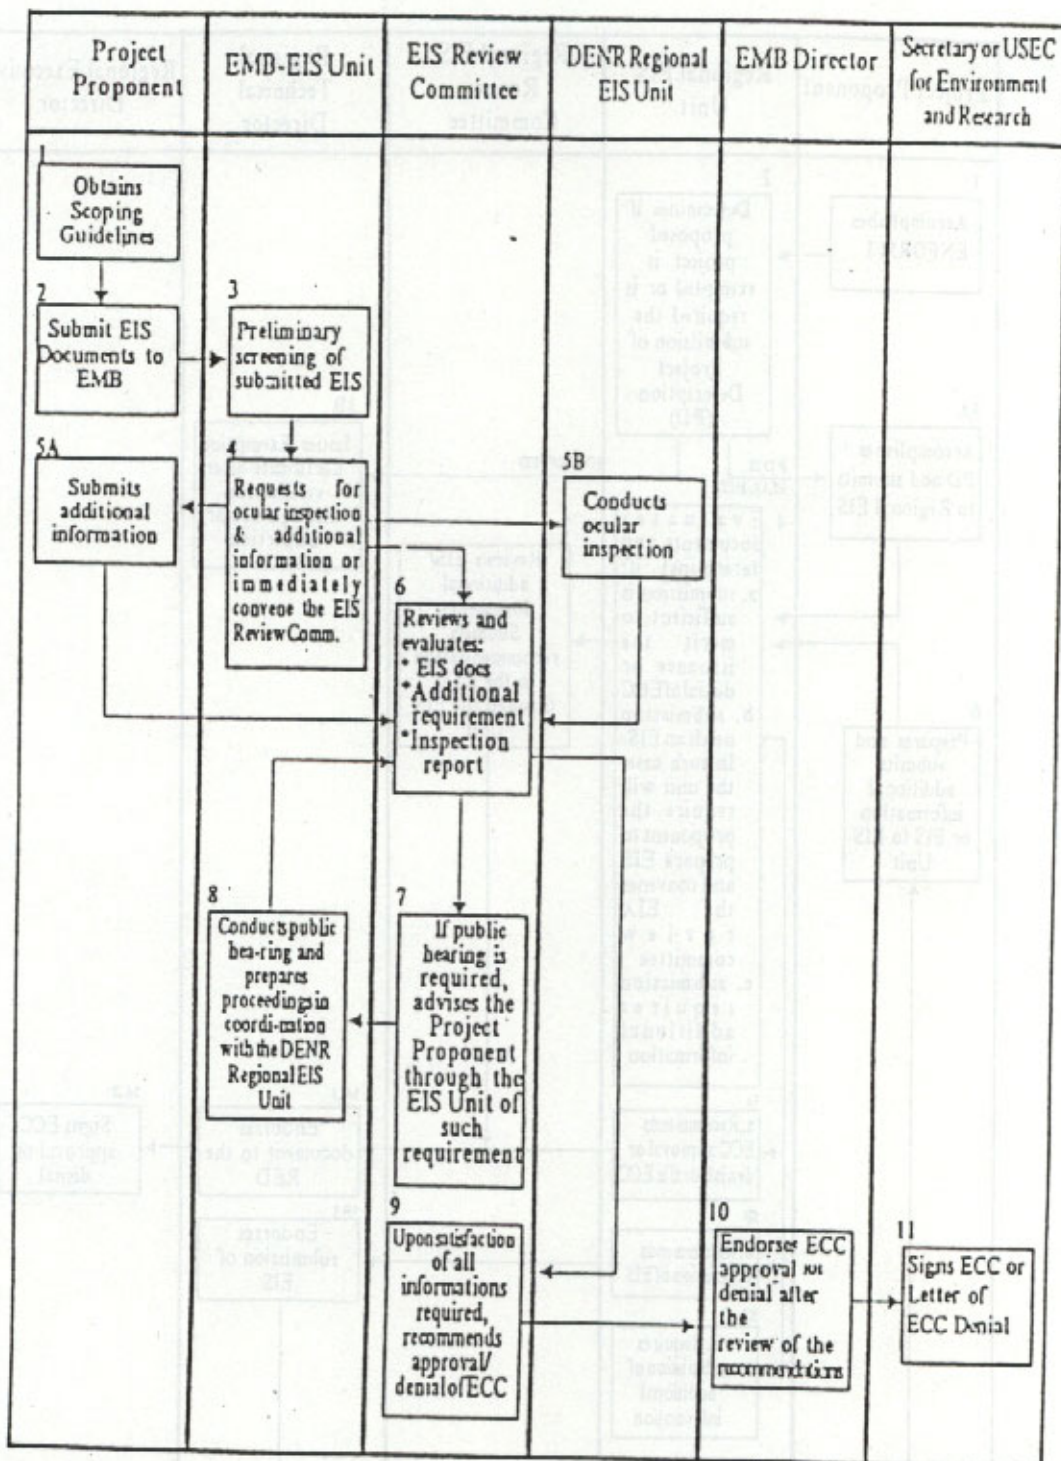 Project
Proponent
EMB-EIS Unit
EIS Review
Committee
DENR Regional
EIS Unit
EMB Director
Secretary or USEC
for Environment
and Research
1
Obtains
Scoping
Guidelines
2
Submit EIS
Documents to
EMB
3
Preliminary
screening of
submitted EIS
5A
Submits
additional
information
4
Requests for
ocular inspection
& additional
information or
immediately
convene the EIS
Review Comm.
5B
Conducts
ocular
inspection
6
Reviews and
evaluates:
* EIS docs
*Additional
requirement
*Inspection
report
8
Conducts public
hea-ring and
prepares
proceedings in
coordi-nation
with the DENR
Regional EIS
Unit
7
If public
hearing is
required,
advises the
Project
Proponent
through the
EIS Unit of
such
requirement
9
Upon satisfaction
of all
informations
required,
recommends
approval/
denial of ECC
10
Endorses ECC
approval or
denial after
the
review of the
recommendations
11
Signs ECC or
Letter of
ECC Denial